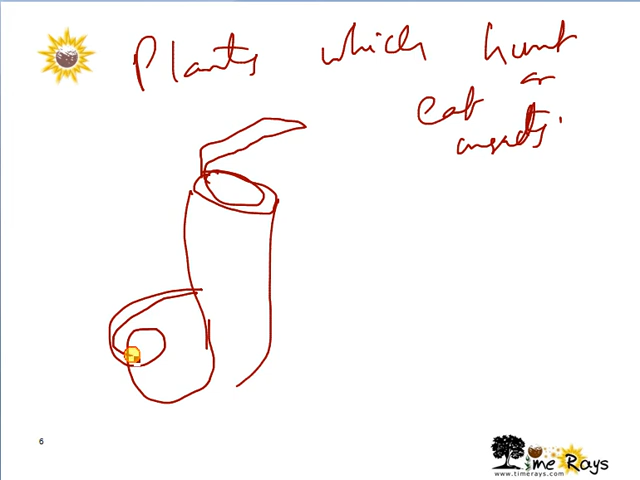 Plants which hunt
or
eat
insects.
6
Time Rays
www.timerays.com